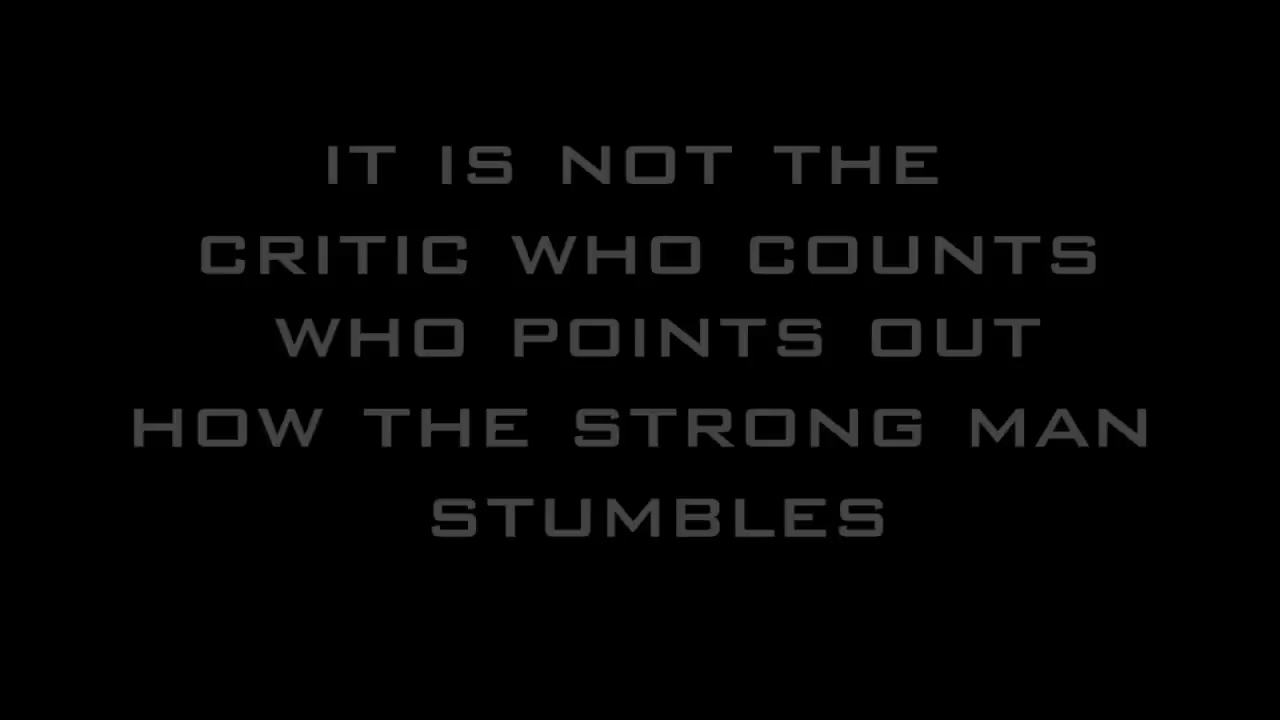 IT IS NOT THE
CRITIC WHO COUNTS
WHO POINTS OUT
HOW THE STRONG MAN
STUMBLES